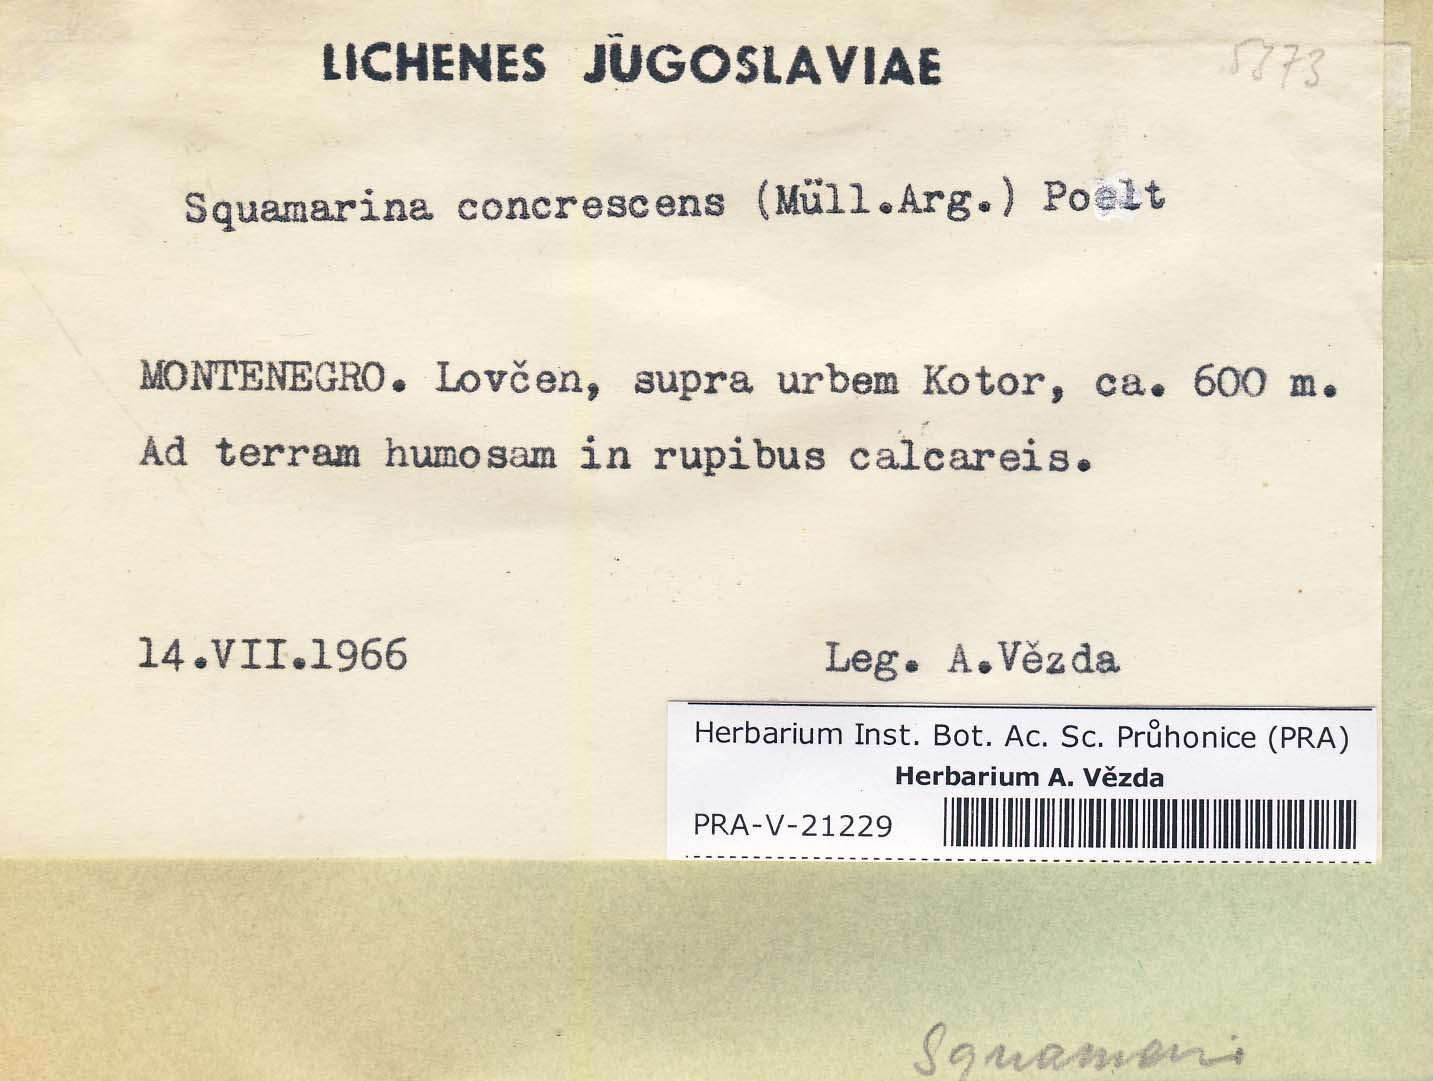 LICHENES JUGOSLAVIAE
Squamarina concrescens (Müll.Arg.) Poelt
MONTENEGRO. Lovčen, supra urbem Kotor, ca. 600 m.
Ad terram humosam in rupibus calcareis.
14.VII.1966
Leg. A.Vězda
Herbarium Inst. Bot. Ac. Sc. Průhonice (PRA)
Herbarium A. Vězda
PRA-V-21229